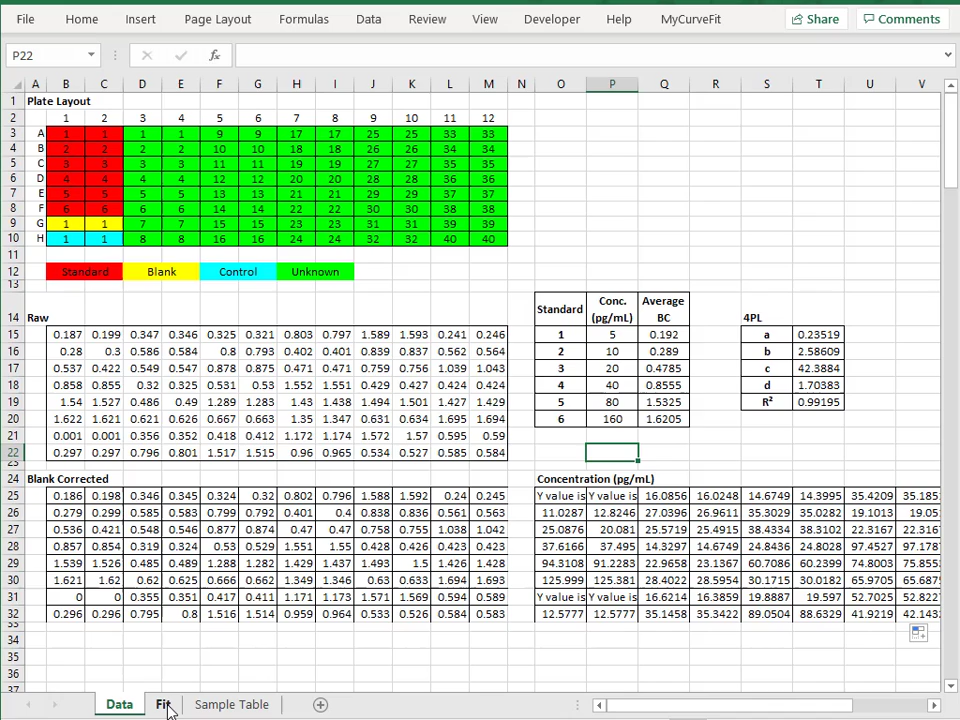 File Home Insert Page Layout Formulas Data Review View Developer Help MyCurveFit Share Comments
P22 fx
A B C D E F G H I J K L M N O P Q R S T U V
1 Plate Layout
2 1 2 3 4 5 6 7 8 9 10 11 12
3 A 1 1 1 1 9 9 17 17 25 25 33 33
4 B 2 2 2 2 10 10 18 18 26 26 34 34
5 C 3 3 3 3 11 11 19 19 27 27 35 35
6 D 4 4 4 4 12 12 20 20 28 28 36 36
7 E 5 5 5 5 13 13 21 21 29 29 37 37
8 F 6 6 6 6 14 14 22 22 30 30 38 38
9 G 1 1 7 7 15 15 23 23 31 31 39 39
10 H 1 1 8 8 16 16 24 24 32 32 40 40
11
12 Standard Blank Control Unknown
13
14 Raw Standard Conc. (pg/mL) Average BC 4PL
15 0.187 0.199 0.347 0.346 0.325 0.321 0.803 0.797 1.589 1.593 0.241 0.246 1 5 0.192 a 0.23519
16 0.28 0.3 0.586 0.584 0.8 0.793 0.402 0.401 0.839 0.837 0.562 0.564 2 10 0.289 b 2.58609
17 0.537 0.422 0.549 0.547 0.878 0.875 0.471 0.471 0.759 0.756 1.039 1.043 3 20 0.4785 c 42.3884
18 0.858 0.855 0.32 0.325 0.531 0.53 1.552 1.551 0.429 0.427 0.424 0.424 4 40 0.8555 d 1.70383
19 1.54 1.527 0.486 0.49 1.289 1.283 1.43 1.438 1.494 1.501 1.427 1.429 5 80 1.5325 R² 0.99195
20 1.622 1.621 0.621 0.626 0.667 0.663 1.35 1.347 0.631 0.634 1.695 1.694 6 160 1.6205
21 0.001 0.001 0.356 0.352 0.418 0.412 1.172 1.174 1.572 1.57 0.595 0.59
22 0.297 0.297 0.796 0.801 1.517 1.515 0.96 0.965 0.534 0.527 0.585 0.584
23
24 Blank Corrected Concentration (pg/mL)
25 0.186 0.198 0.346 0.345 0.324 0.32 0.802 0.796 1.588 1.592 0.24 0.245 Y value is Y value is 16.0856 16.0248 14.6749 14.3995 35.4209 35.185
26 0.279 0.299 0.585 0.583 0.799 0.792 0.401 0.4 0.838 0.836 0.561 0.563 11.0287 12.8246 27.0396 26.9611 35.3029 35.0282 19.1013 19.05
27 0.536 0.421 0.548 0.546 0.877 0.874 0.47 0.47 0.758 0.755 1.038 1.042 25.0876 20.081 25.5719 25.4915 38.4334 38.3102 22.3167 22.316
28 0.857 0.854 0.319 0.324 0.53 0.529 1.551 1.55 0.428 0.426 0.423 0.423 37.6166 37.495 14.3297 14.6749 24.8436 24.8028 97.4527 97.178
29 1.539 1.526 0.485 0.489 1.288 1.282 1.429 1.437 1.493 1.5 1.426 1.428 94.3108 91.2283 22.9658 23.1367 60.7086 60.2399 74.8003 75.855
30 1.621 1.62 0.62 0.625 0.666 0.662 1.349 1.346 0.63 0.633 1.694 1.693 125.999 125.381 28.4022 28.5954 30.1715 30.0182 65.9705 65.687
31 0 0 0.355 0.351 0.417 0.411 1.171 1.173 1.571 1.569 0.594 0.589 Y value is Y value is 16.6214 16.3859 19.8887 19.597 52.7025 52.822
32 0.296 0.296 0.795 0.8 1.516 1.514 0.959 0.964 0.533 0.526 0.584 0.583 12.5777 12.5777 35.1458 35.3422 89.0504 88.6329 41.9219 42.143
33
34
35
36
37
Data Fit Sample Table